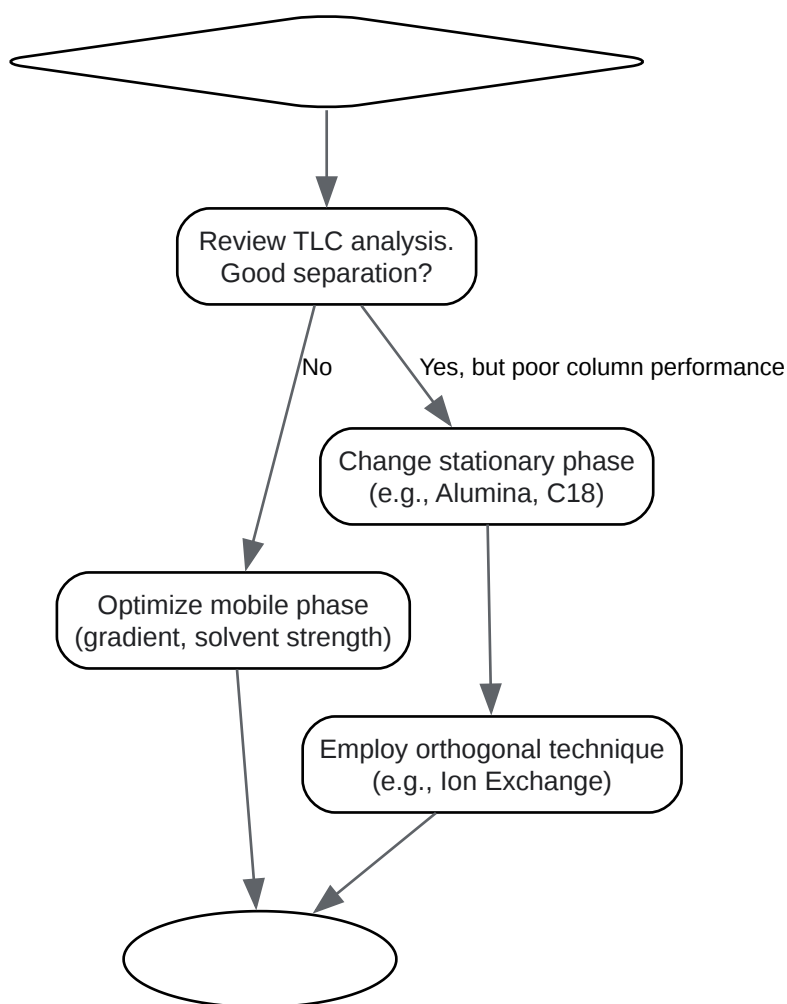 Review TLC analysis.
Good separation?
No
Yes, but poor column performance
Change stationary phase
(e.g., Alumina, C18)
Optimize mobile phase
(gradient, solvent strength)
Employ orthogonal technique
(e.g., Ion Exchange)